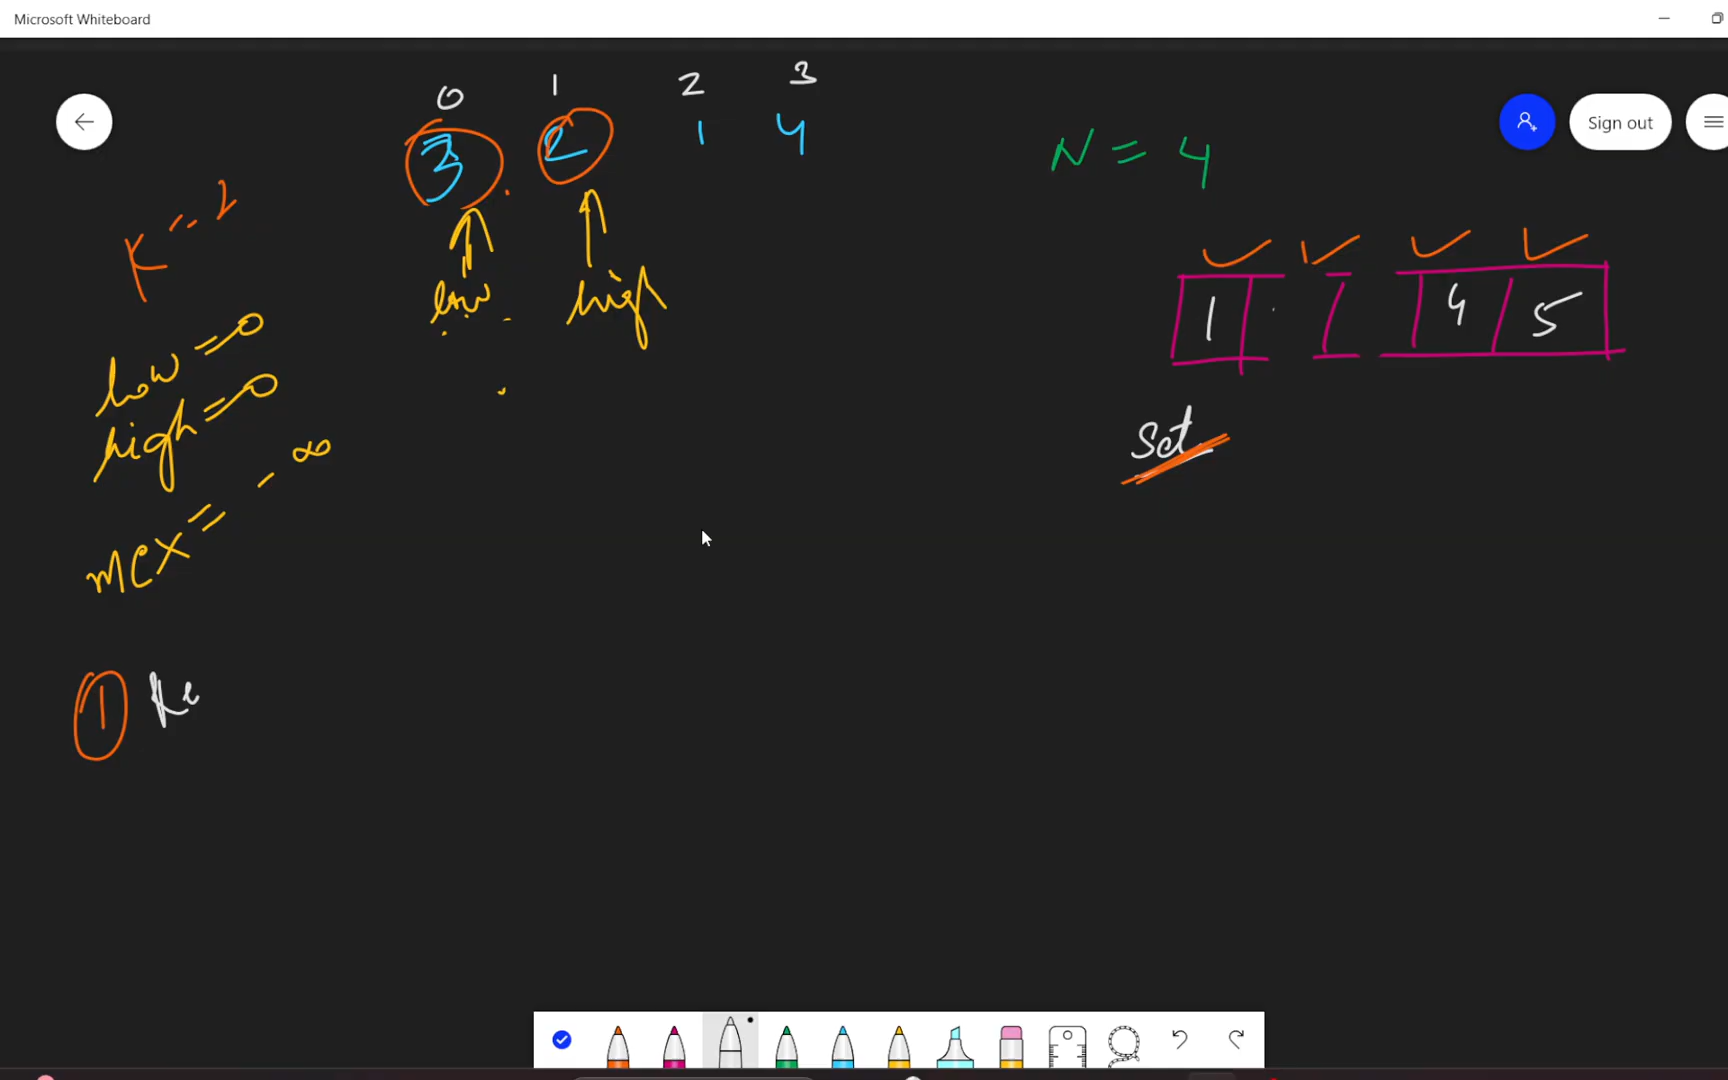 Microsoft Whiteboard
0 1 2 3
3 2 1 4
N = 4
Sign out
K = 2
low high
1 4 5
low = 0
high = 0
Set
mex = - ∞
1 Re